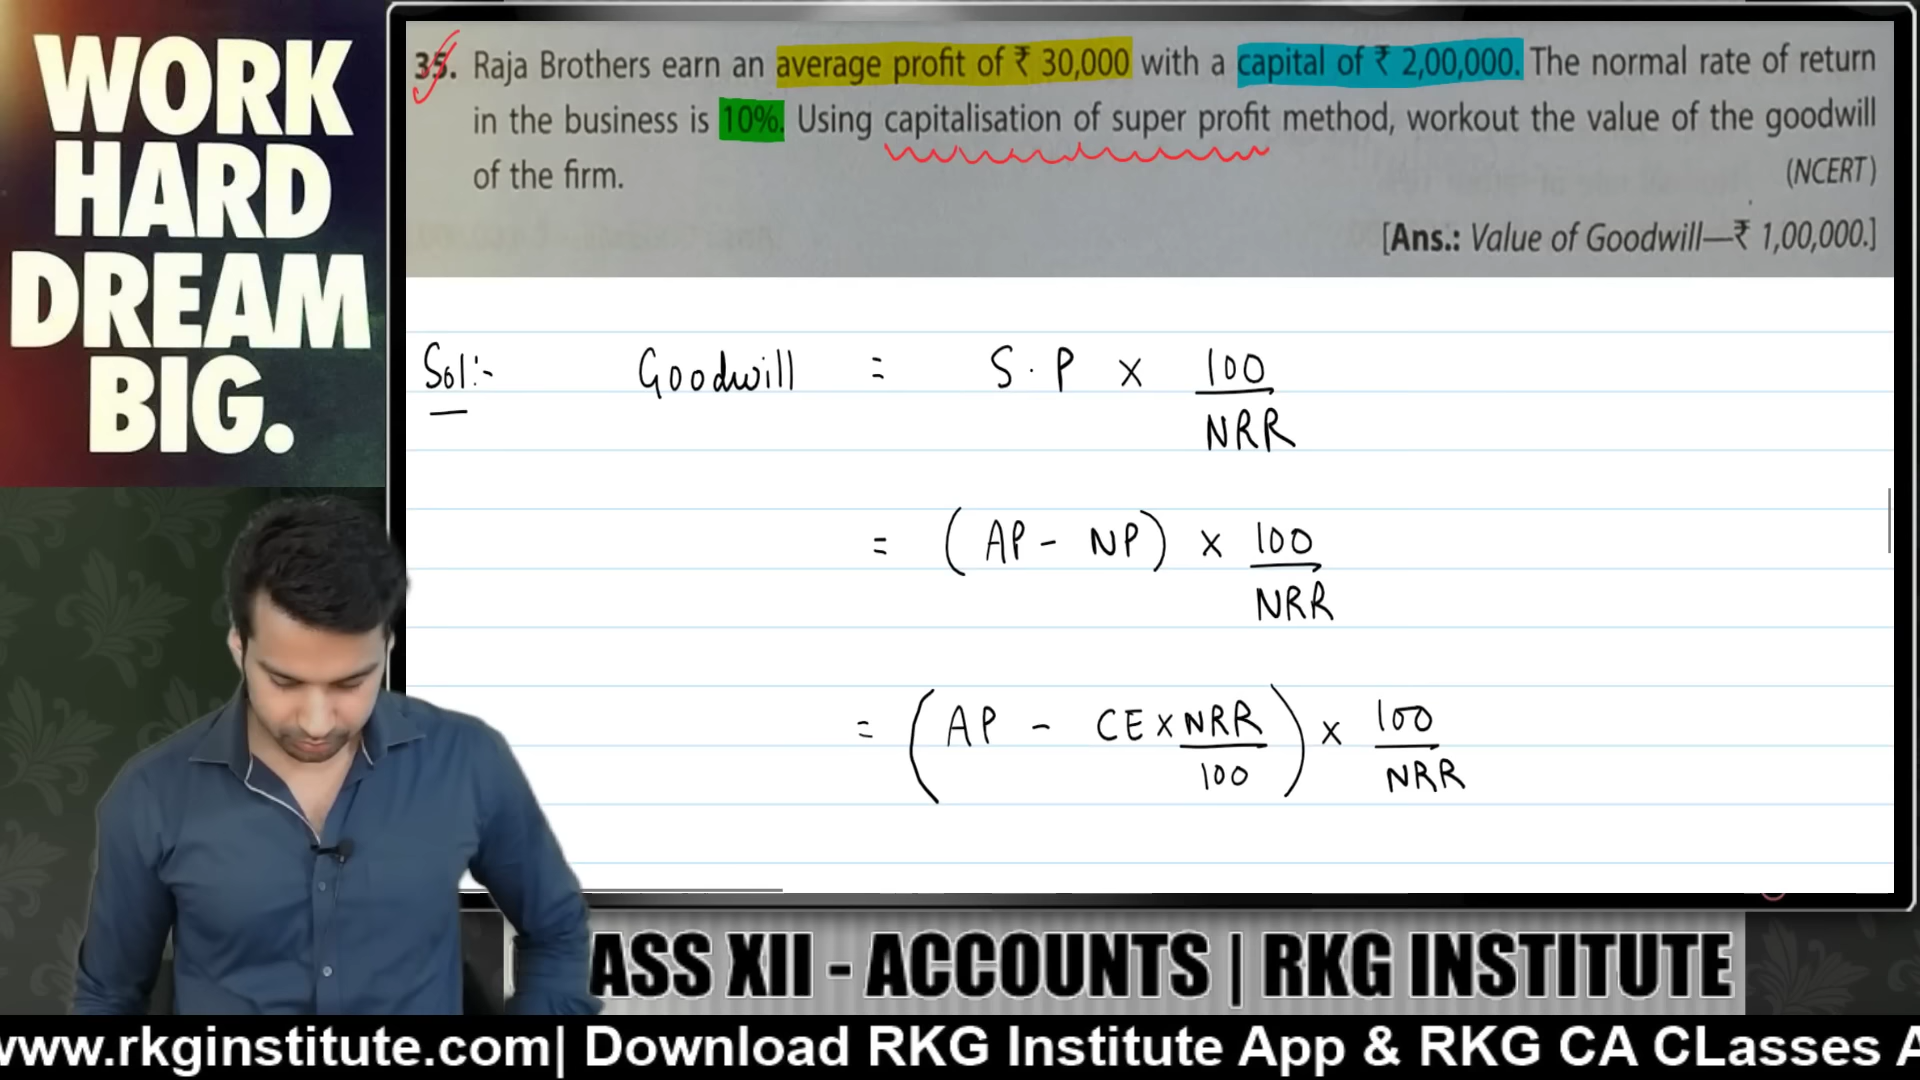 WORK
HARD
DREAM
BIG.
35. Raja Brothers earn an average profit of ₹ 30,000 with a capital of ₹ 2,00,000. The normal rate of return
in the business is 10%. Using capitalisation of super profit method, workout the value of the goodwill
of the firm. (NCERT)
[Ans.: Value of Goodwill—₹ 1,00,000.]
Sol:- Goodwill = S.P × 100/NRR
= (AP - NP) × 100/NRR
= (AP - CE × NRR/100) × 100/NRR
ASS XII - ACCOUNTS | RKG INSTITUTE
www.rkginstitute.com| Download RKG Institute App & RKG CA CLasses A